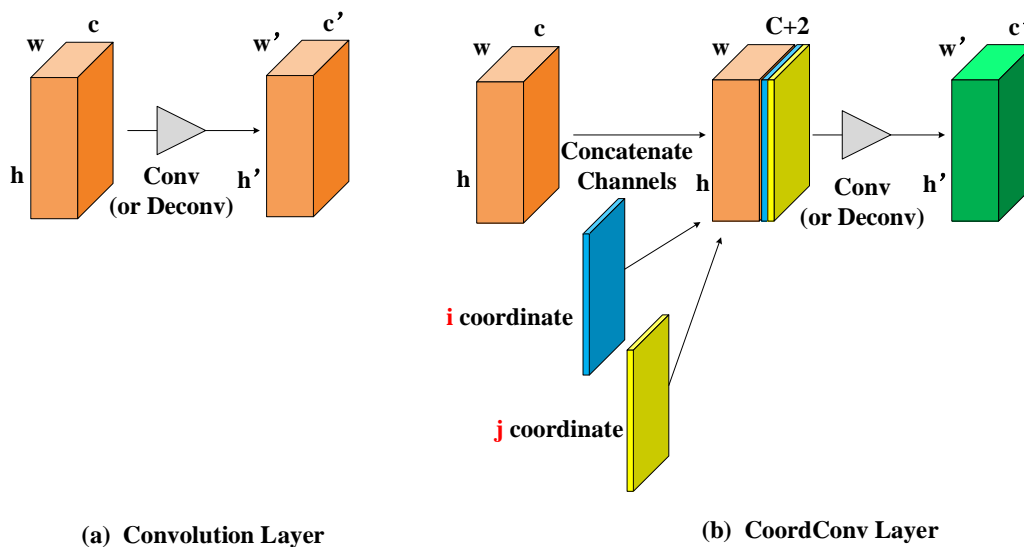 w
c
h
Conv
(or Deconv)
w'
c'
h'
(a) Convolution Layer
w
c
h
Concatenate
Channels
i coordinate
j coordinate
w
C+2
h
Conv
(or Deconv)
w'
c'
h'
(b) CoordConv Layer